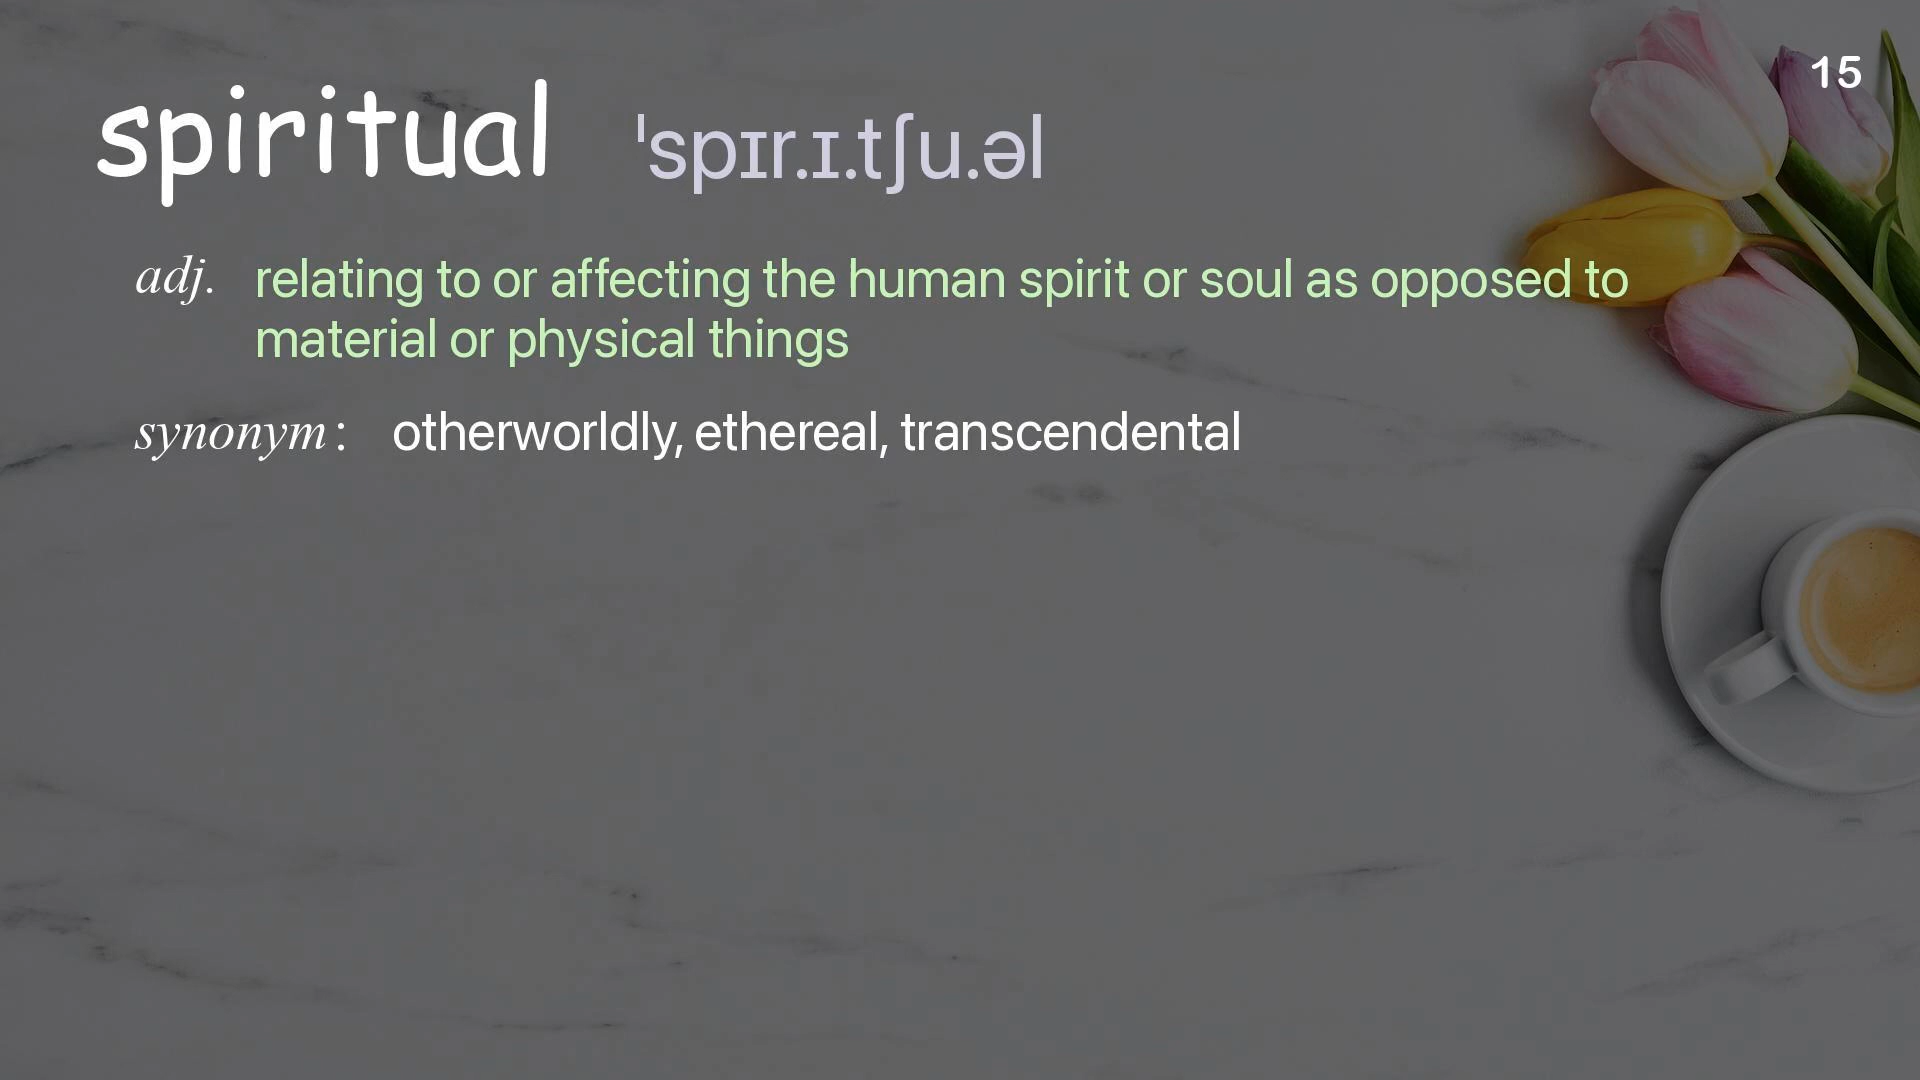 15
spiritual ˈspɪr.ɪ.tʃu.əl
adj. relating to or affecting the human spirit or soul as opposed to
material or physical things
synonym: otherworldly, ethereal, transcendental